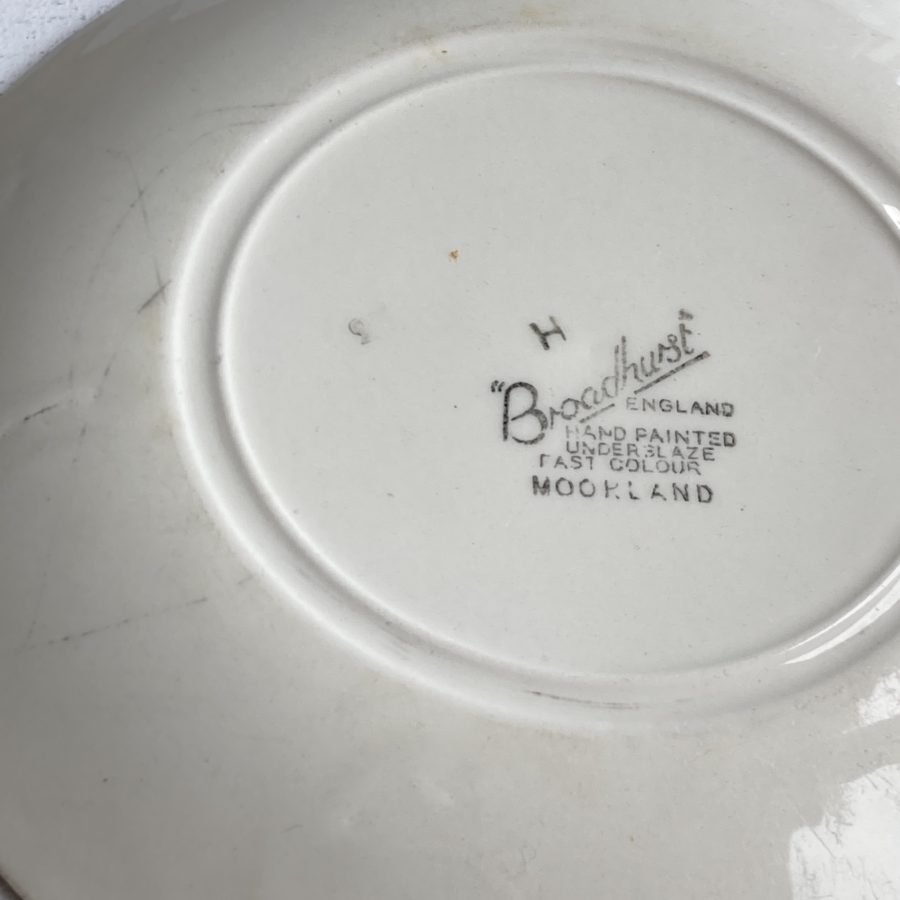 H
"Broadhurst"
ENGLAND
HAND PAINTED
UNDERGLAZE
FAST COLOUR
MOORLAND